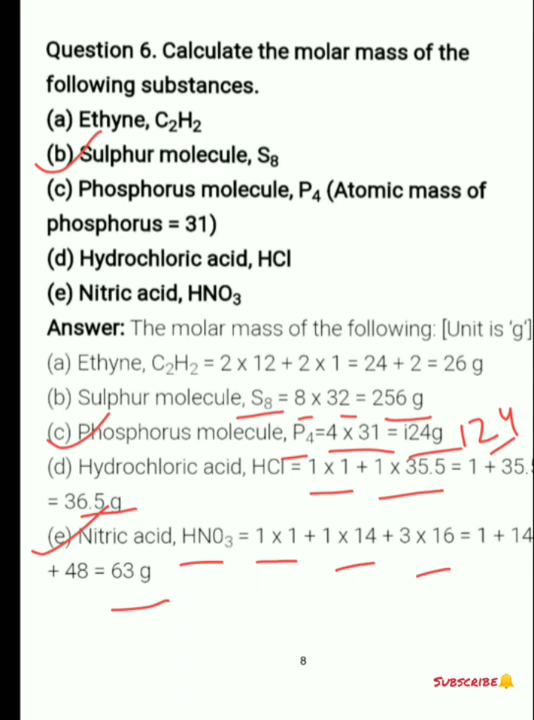 Question 6. Calculate the molar mass of the
following substances.
(a) Ethyne, C₂H₂
(b) Sulphur molecule, S₈
(c) Phosphorus molecule, P₄ (Atomic mass of
phosphorus = 31)
(d) Hydrochloric acid, HCl
(e) Nitric acid, HNO₃
Answer: The molar mass of the following: [Unit is 'g']
(a) Ethyne, C₂H₂ = 2 x 12 + 2 x 1 = 24 + 2 = 26 g
(b) Sulphur molecule, S₈ = 8 x 32 = 256 g
(c) Phosphorus molecule, P₄=4 x 31 = i24g 124
(d) Hydrochloric acid, HCl = 1 x 1 + 1 x 35.5 = 1 + 35.5
= 36.5 g
(e) Nitric acid, HN0₃ = 1 x 1 + 1 x 14 + 3 x 16 = 1 + 14
+ 48 = 63 g
8
SUBSCRIBE